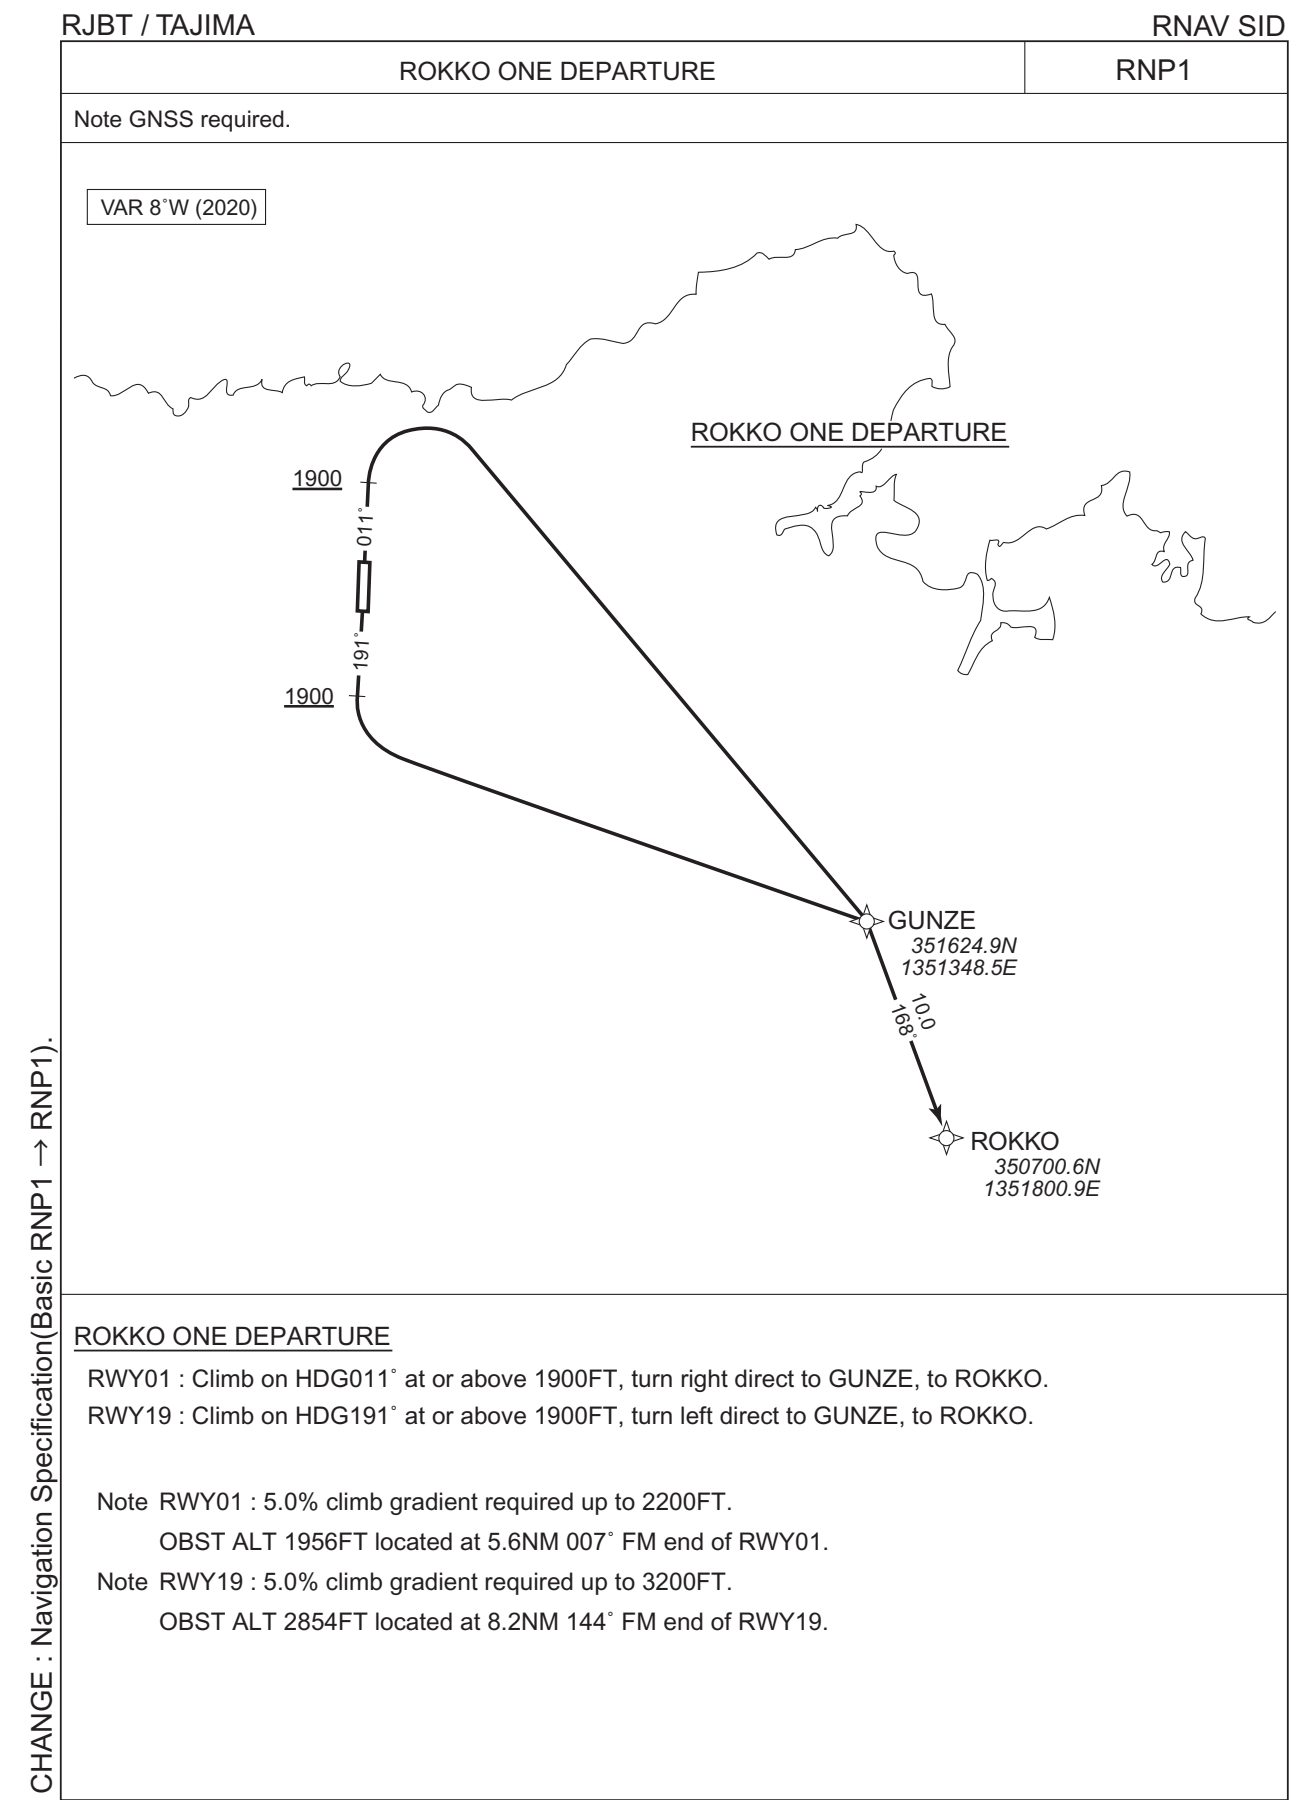 RJBT / TAJIMA
RNAV SID
ROKKO ONE DEPARTURE
RNP1
Note GNSS required.
VAR 8˚W (2020)
ROKKO ONE DEPARTURE
1900
011˚
191˚
1900
GUNZE
351624.9N
1351348.5E
10.0
168˚
ROKKO
350700.6N
1351800.9E
ROKKO ONE DEPARTURE
RWY01 : Climb on HDG011˚ at or above 1900FT, turn right direct to GUNZE, to ROKKO.
RWY19 : Climb on HDG191˚ at or above 1900FT, turn left direct to GUNZE, to ROKKO.
Note RWY01 : 5.0% climb gradient required up to 2200FT.
OBST ALT 1956FT located at 5.6NM 007˚ FM end of RWY01.
Note RWY19 : 5.0% climb gradient required up to 3200FT.
OBST ALT 2854FT located at 8.2NM 144˚ FM end of RWY19.
CHANGE : Navigation Specification(Basic RNP1 → RNP1).